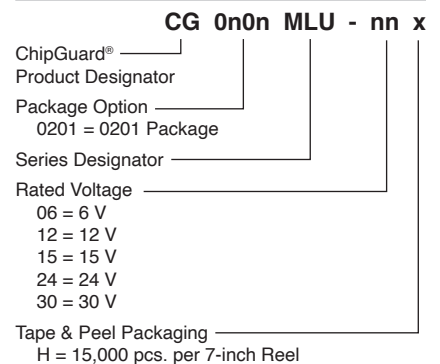 CG 0n0n MLU - nn x
ChipGuard®
Product Designator
Package Option
0201 = 0201 Package
Series Designator
Rated Voltage
06 = 6 V
12 = 12 V
15 = 15 V
24 = 24 V
30 = 30 V
Tape & Peel Packaging
H = 15,000 pcs. per 7-inch Reel